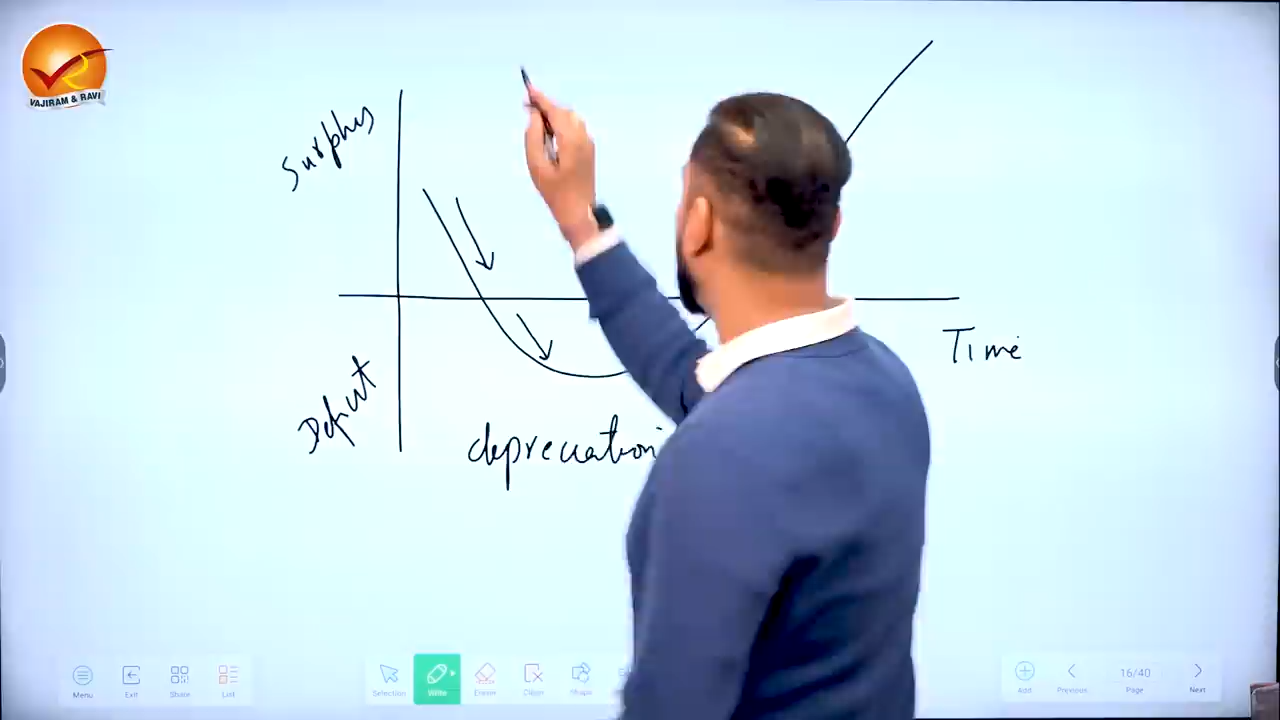 VAJIRAM & RAVI
Surplus
Time
Deficit
depreciation
Menu
Exit
Share
List
Selection
Write
Eraser
Clean
Shape
Add
Previous
16/40
Page
Next